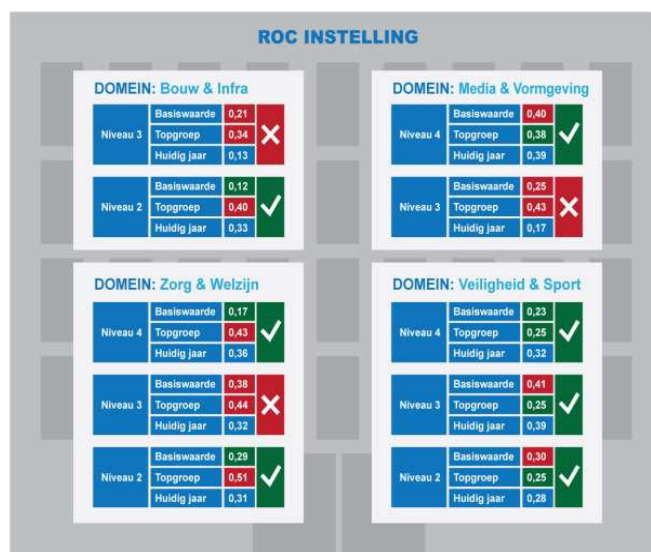 ROC INSTELLING
DOMEIN: Bouw & Infra
Niveau 3
Basiswaarde 0,21
Topgroep 0,34
Huidig jaar 0,13
Niveau 2
Basiswaarde 0,12
Topgroep 0,40
Huidig jaar 0,33
DOMEIN: Media & Vormgeving
Niveau 4
Basiswaarde 0,40
Topgroep 0,38
Huidig jaar 0,39
Niveau 3
Basiswaarde 0,25
Topgroep 0,43
Huidig jaar 0,17
DOMEIN: Zorg & Welzijn
Niveau 4
Basiswaarde 0,17
Topgroep 0,43
Huidig jaar 0,36
Niveau 3
Basiswaarde 0,38
Topgroep 0,44
Huidig jaar 0,32
Niveau 2
Basiswaarde 0,29
Topgroep 0,51
Huidig jaar 0,31
DOMEIN: Veiligheid & Sport
Niveau 4
Basiswaarde 0,23
Topgroep 0,25
Huidig jaar 0,32
Niveau 3
Basiswaarde 0,41
Topgroep 0,25
Huidig jaar 0,39
Niveau 2
Basiswaarde 0,30
Topgroep 0,25
Huidig jaar 0,28